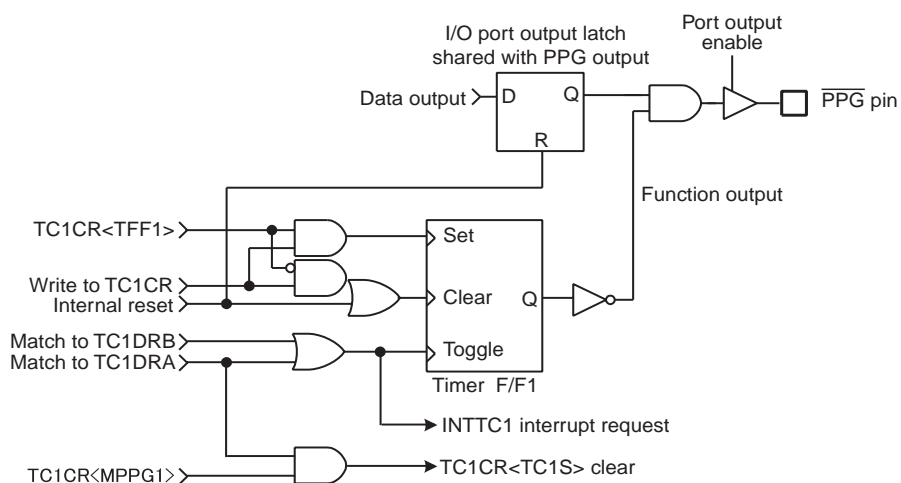 I/O port output latch
shared with PPG output
Port output
enable
Data output
D
Q
R
PPG pin
Function output
TC1CR<TFF1>
Set
Write to TC1CR
Internal reset
Clear
Q
Match to TC1DRB
Match to TC1DRA
Toggle
Timer F/F1
INTTC1 interrupt request
TC1CR<TC1S> clear
TC1CR<MPPG1>